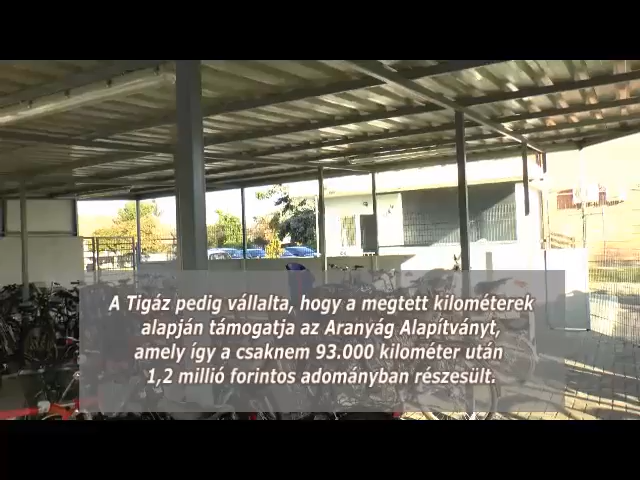 A Tigáz pedig vállalta, hogy a megtett kilométerek
alapján támogatja az Aranyág Alapítványt,
amely így a csaknem 93.000 kilométer után
1,2 millió forintos adományban részesült.